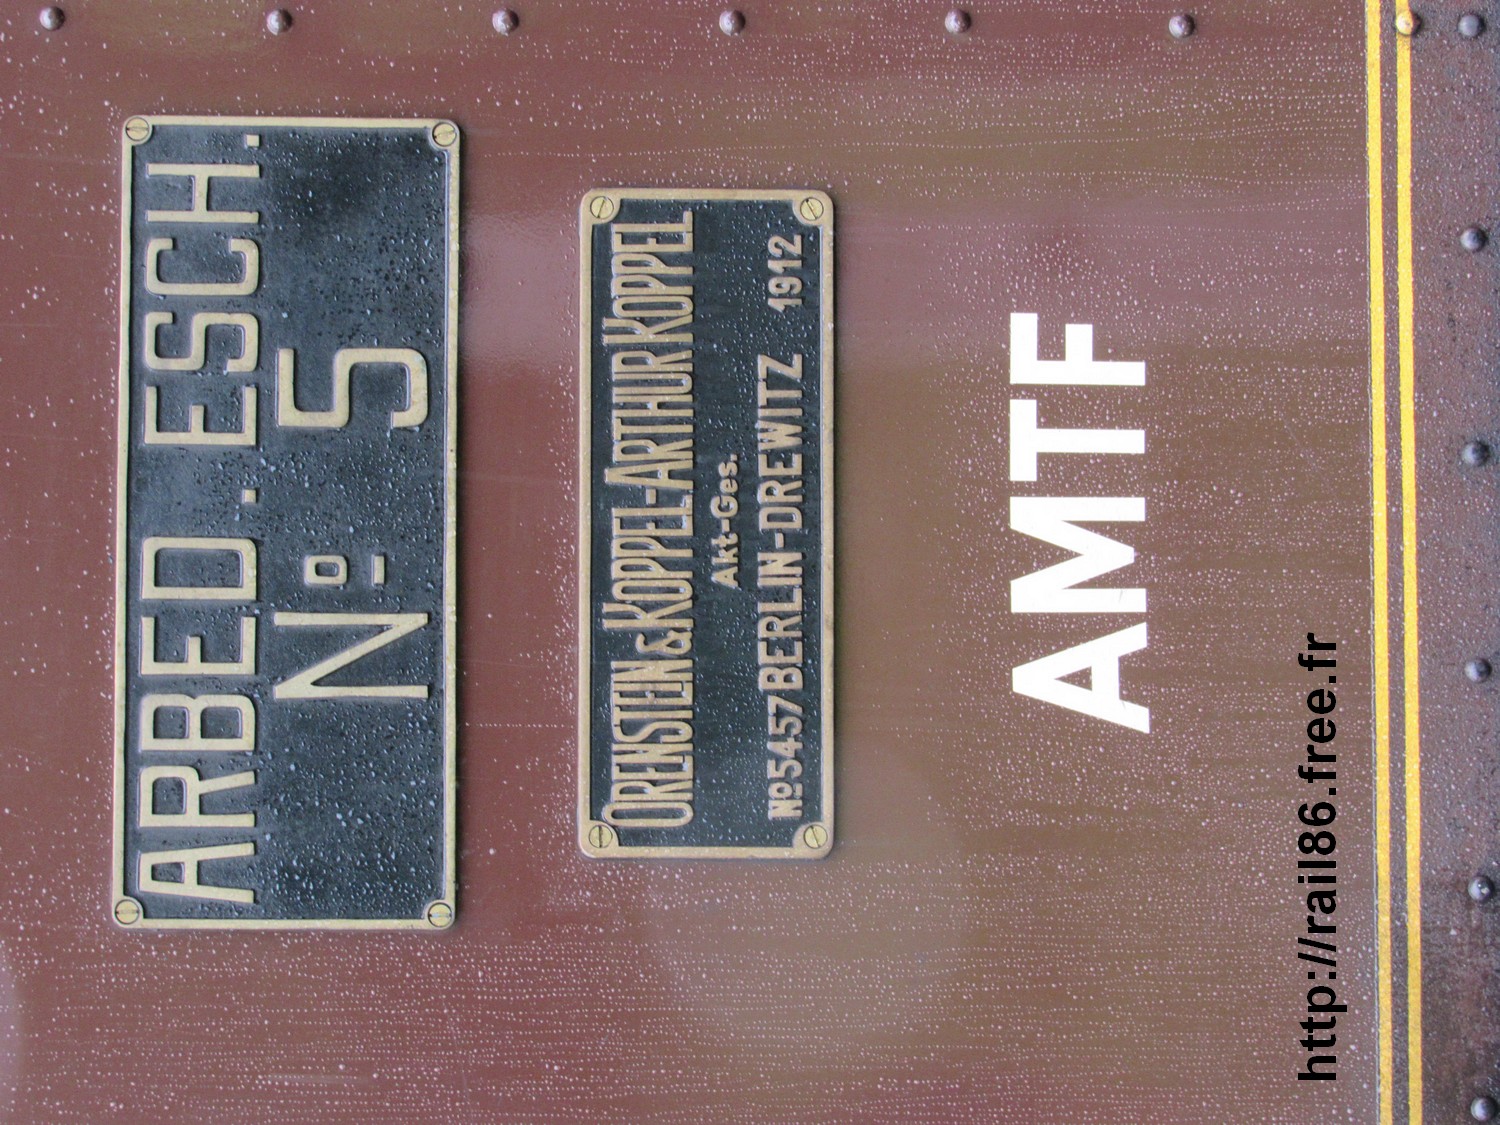 ARBED. ESCH.
Nº 5
ORENSTEIN & KOPPEL-ARTHUR KOPPEL
Akt-Ges.
Nº 5457 BERLIN-DREWITZ 1912
AMTF
http://rail86.free.fr